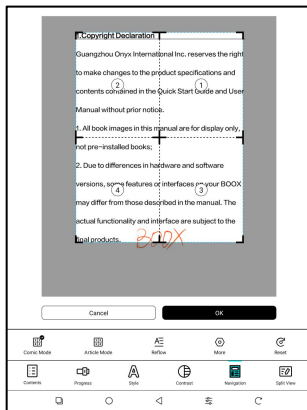 1.Copyright Declaration
Guangzhou Onyx International Inc. reserves the right
to make changes to the product specifications and
2
1
contents contained in the Quick Start Guide and User
Manual without prior notice.
1. All book images in this manual are for display only,
not pre-installed books;
2. Due to differences in hardware and software
versions, some features or interfaces on your BOOX
4
3
may differ from those described in the manual. The
actual functionality and interface are subject to the
final products.
BOOX
Cancel
OK
Comic Mode
Article Mode
Reflow
More
Reset
Contents
Progress
Style
Contrast
Navigation
Split View